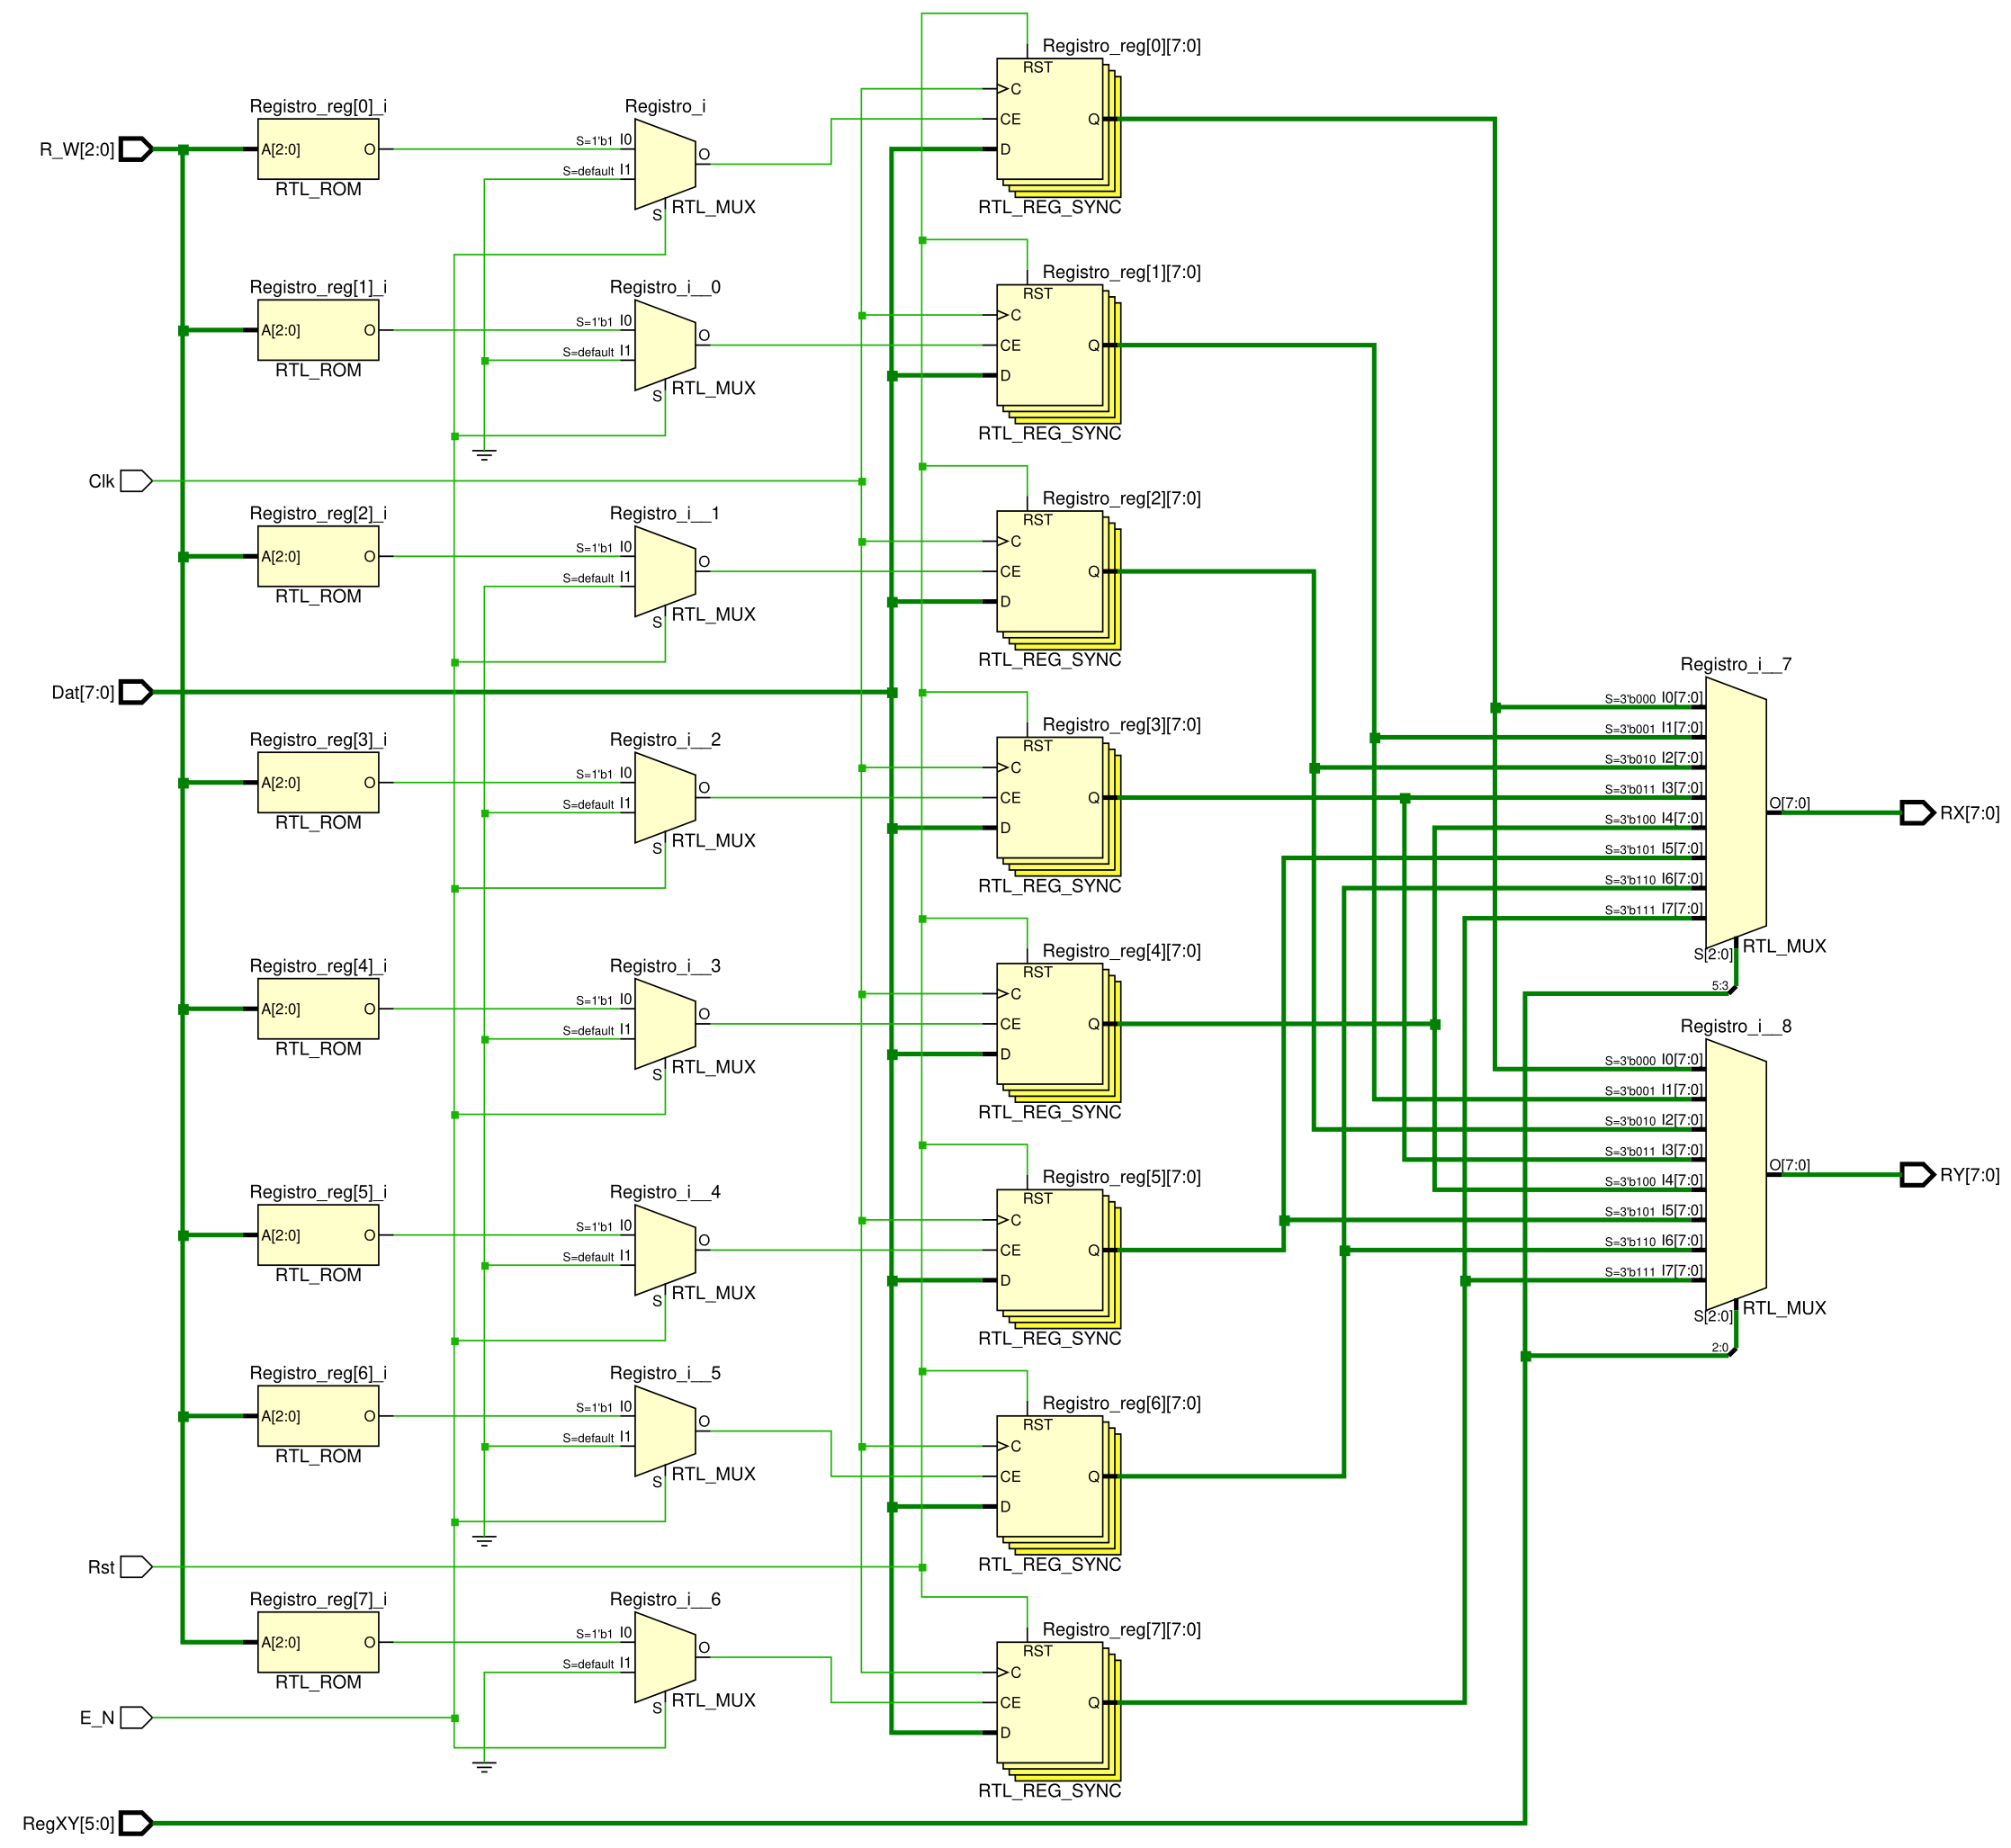 R_W[2:0]
Clk
Dat[7:0]
Rst
E_N
RegXY[5:0]
Registro_reg[0]_i
A[2:0] O
RTL_ROM
Registro_reg[1]_i
A[2:0] O
RTL_ROM
Registro_reg[2]_i
A[2:0] O
RTL_ROM
Registro_reg[3]_i
A[2:0] O
RTL_ROM
Registro_reg[4]_i
A[2:0] O
RTL_ROM
Registro_reg[5]_i
A[2:0] O
RTL_ROM
Registro_reg[6]_i
A[2:0] O
RTL_ROM
Registro_reg[7]_i
A[2:0] O
RTL_ROM
Registro_i
S=1'b1 I0
O
S=default I1
S RTL_MUX
Registro_i__0
S=1'b1 I0
O
S=default I1
S RTL_MUX
Registro_i__1
S=1'b1 I0
O
S=default I1
S RTL_MUX
Registro_i__2
S=1'b1 I0
O
S=default I1
S RTL_MUX
Registro_i__3
S=1'b1 I0
O
S=default I1
S RTL_MUX
Registro_i__4
S=1'b1 I0
O
S=default I1
S RTL_MUX
Registro_i__5
S=1'b1 I0
O
S=default I1
S RTL_MUX
Registro_i__6
S=1'b1 I0
O
S=default I1
S RTL_MUX
Registro_reg[0][7:0]
RST
C
CE Q
D
RTL_REG_SYNC
Registro_reg[1][7:0]
RST
C
CE Q
D
RTL_REG_SYNC
Registro_reg[2][7:0]
RST
C
CE Q
D
RTL_REG_SYNC
Registro_reg[3][7:0]
RST
C
CE Q
D
RTL_REG_SYNC
Registro_reg[4][7:0]
RST
C
CE Q
D
RTL_REG_SYNC
Registro_reg[5][7:0]
RST
C
CE Q
D
RTL_REG_SYNC
Registro_reg[6][7:0]
RST
C
CE Q
D
RTL_REG_SYNC
Registro_reg[7][7:0]
RST
C
CE Q
D
RTL_REG_SYNC
Registro_i__7
S=3'b000 I0[7:0]
S=3'b001 I1[7:0]
S=3'b010 I2[7:0]
S=3'b011 I3[7:0]
O[7:0]
S=3'b100 I4[7:0]
S=3'b101 I5[7:0]
S=3'b110 I6[7:0]
S=3'b111 I7[7:0]
S[2:0] RTL_MUX
5:3
RX[7:0]
Registro_i__8
S=3'b000 I0[7:0]
S=3'b001 I1[7:0]
S=3'b010 I2[7:0]
S=3'b011 I3[7:0]
O[7:0]
S=3'b100 I4[7:0]
S=3'b101 I5[7:0]
S=3'b110 I6[7:0]
S=3'b111 I7[7:0]
S[2:0] RTL_MUX
2:0
RY[7:0]